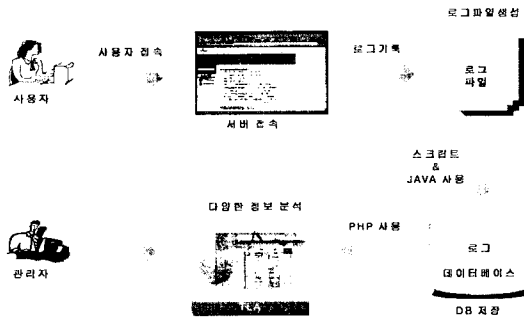 로그파일생성
사용자 접속
로그기록
로그
파일
사용자
서버 접속
스크립트
&
JAVA 사용
다양한 정보 분석
PHP 사용
로그
데이터베이스
관리자
TLA
DB 저장